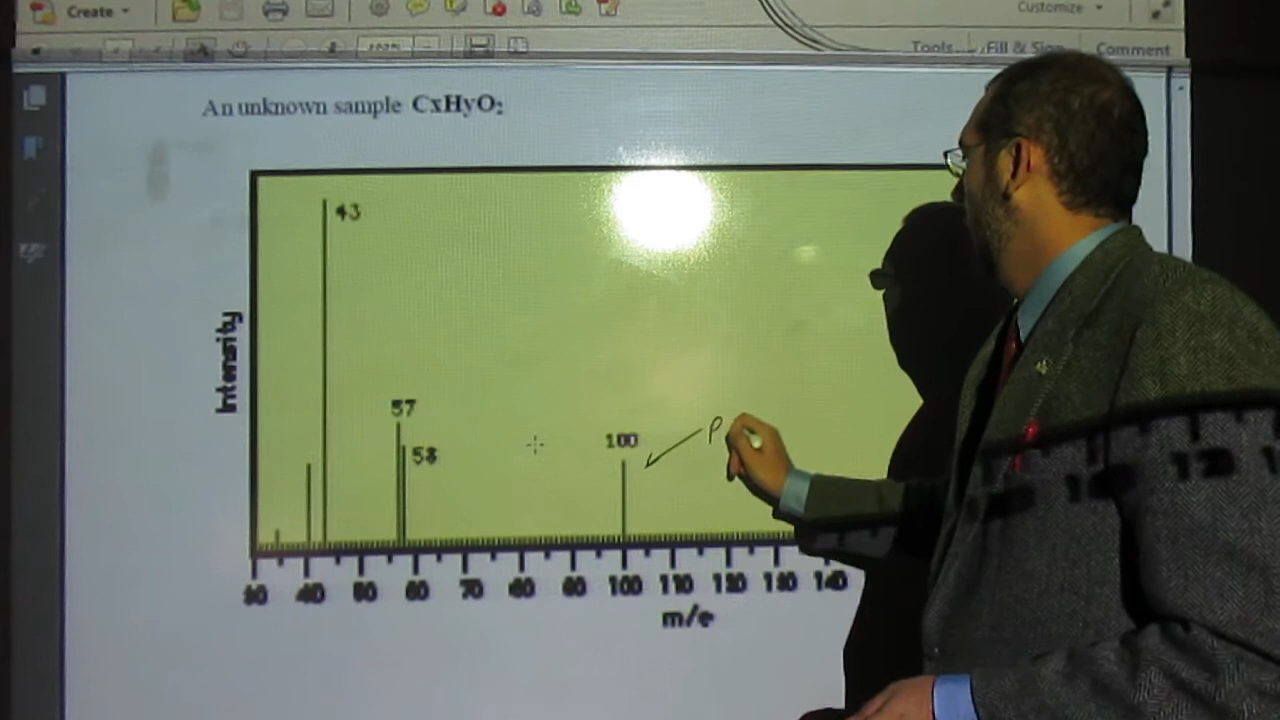 Create
Customize
Tools
Fill & Sign
Comment
An unknown sample CxHyO2
43
57
58
100
P
Intensity
30 40 50 60 70 80 90 100 110 120 130 140
m/e